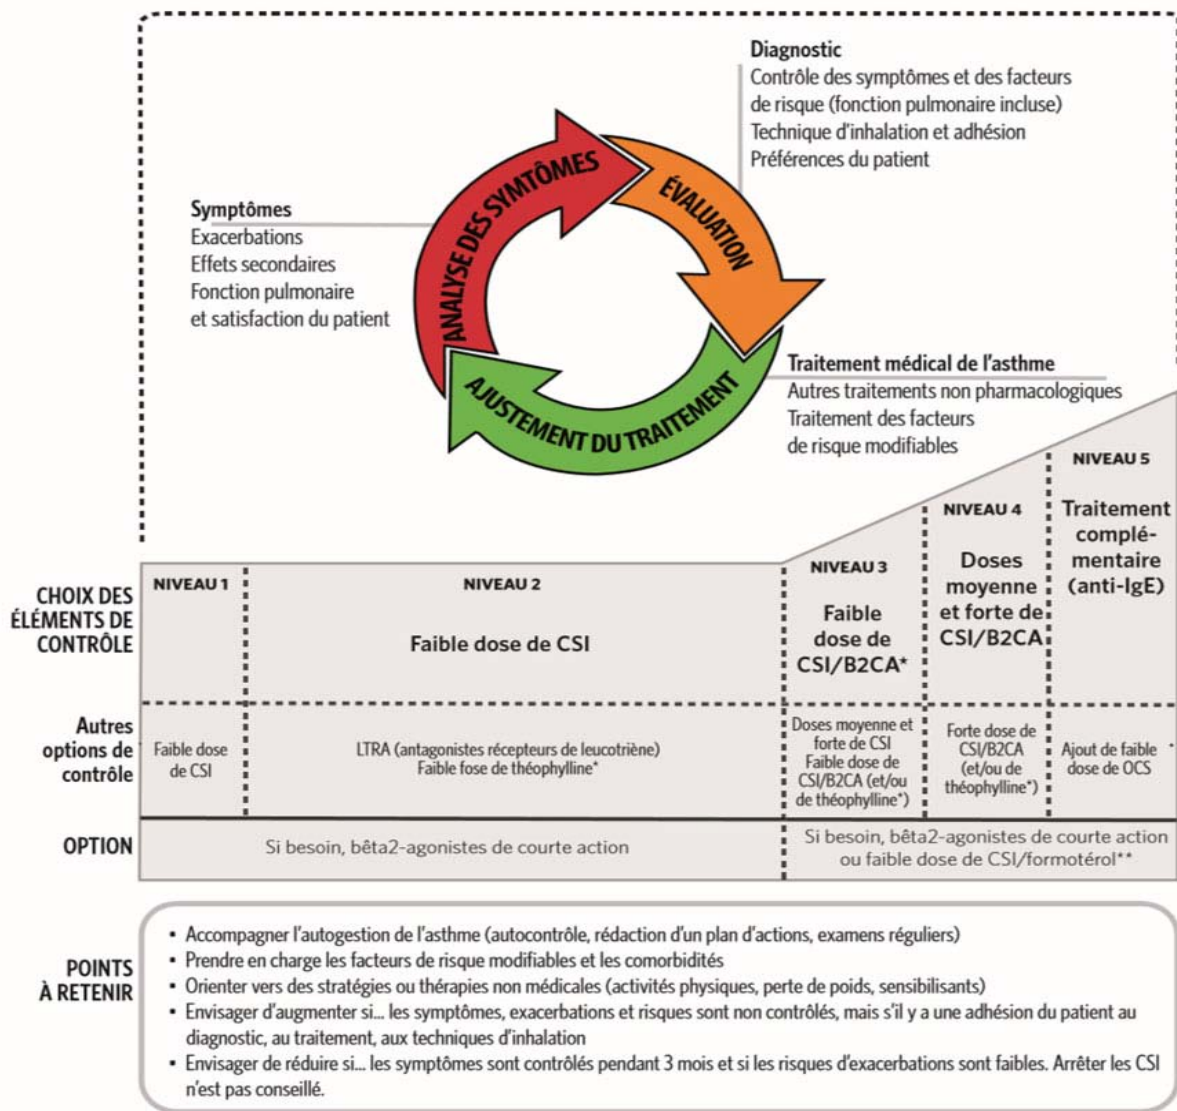 Diagnostic
Contrôle des symptômes et des facteurs
de risque (fonction pulmonaire incluse)
Technique d'inhalation et adhésion
Préférences du patient
ANALYSE DES SYMTÔMES
ÉVALUATION
AJUSTEMENT DU TRAITEMENT
Symptômes
Exacerbations
Effets secondaires
Fonction pulmonaire
et satisfaction du patient
Traitement médical de l'asthme
Autres traitements non pharmacologiques
Traitement des facteurs
de risque modifiables
CHOIX DES
ÉLÉMENTS DE
CONTRÔLE
NIVEAU 1
NIVEAU 2
Faible dose de CSI
NIVEAU 3
Faible
dose de
CSI/B2CA*
NIVEAU 4
Doses
moyenne
et forte de
CSI/B2CA
NIVEAU 5
Traitement
complé-
mentaire
(anti-IgE)
Autres
options de
contrôle
Faible dose
de CSI
LTRA (antagonistes récepteurs de leucotriène)
Faible fose de théophylline*
Doses moyenne et
forte de CSI
Faible dose de
CSI/B2CA (et/ou
de théophylline*)
Forte dose de
CSI/B2CA
(et/ou de
théophylline*)
Ajout de faible
dose de OCS
OPTION
Si besoin, bêta2-agonistes de courte action
Si besoin, bêta2-agonistes de courte action
ou faible dose de CSI/formotérol**
POINTS
À RETENIR
▪ Accompagner l'autogestion de l'asthme (autocontrôle, rédaction d'un plan d'actions, examens réguliers)
▪ Prendre en charge les facteurs de risque modifiables et les comorbidités
▪ Orienter vers des stratégies ou thérapies non médicales (activités physiques, perte de poids, sensibilisants)
▪ Envisager d'augmenter si... les symptômes, exacerbations et risques sont non contrôlés, mais s'il y a une adhésion du patient au
diagnostic, au traitement, aux techniques d'inhalation
▪ Envisager de réduire si... les symptômes sont contrôlés pendant 3 mois et si les risques d'exacerbations sont faibles. Arrêter les CSI
n'est pas conseillé.